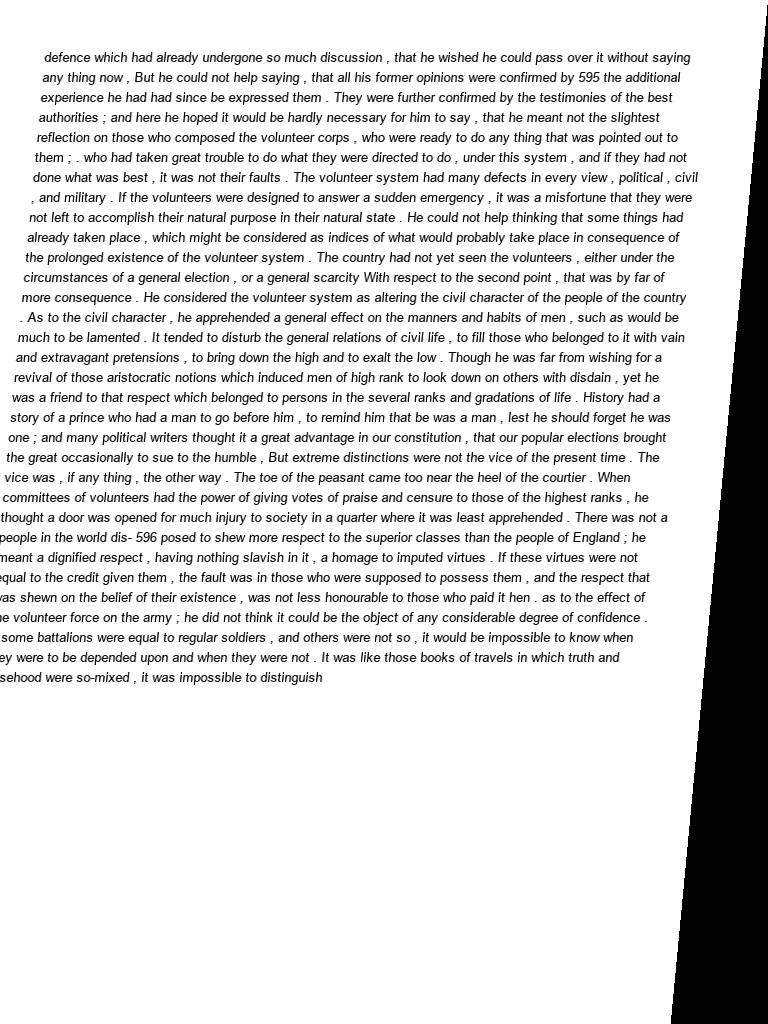 defence which had already undergone so much discussion , that he wished he could pass over it without saying
any thing now , But he could not help saying , that all his former opinions were confirmed by 595 the additional
experience he had had since be expressed them . They were further confirmed by the testimonies of the best
authorities ; and here he hoped it would be hardly necessary for him to say , that he meant not the slightest
reflection on those who composed the volunteer corps , who were ready to do any thing that was pointed out to
them ; . who had taken great trouble to do what they were directed to do , under this system , and if they had not
done what was best , it was not their faults . The volunteer system had many defects in every view , political , civil
, and military . If the volunteers were designed to answer a sudden emergency , it was a misfortune that they were
not left to accomplish their natural purpose in their natural state . He could not help thinking that some things had
already taken place , which might be considered as indices of what would probably take place in consequence of
the prolonged existence of the volunteer system . The country had not yet seen the volunteers , either under the
circumstances of a general election , or a general scarcity With respect to the second point , that was by far of
more consequence . He considered the volunteer system as altering the civil character of the people of the country
. As to the civil character , he apprehended a general effect on the manners and habits of men , such as would be
much to be lamented . It tended to disturb the general relations of civil life , to fill those who belonged to it with vain
and extravagant pretensions , to bring down the high and to exalt the low . Though he was far from wishing for a
revival of those aristocratic notions which induced men of high rank to look down on others with disdain , yet he
was a friend to that respect which belonged to persons in the several ranks and gradations of life . History had a
story of a prince who had a man to go before him , to remind him that be was a man , lest he should forget he was
one ; and many political writers thought it a great advantage in our constitution , that our popular elections brought
the great occasionally to sue to the humble , But extreme distinctions were not the vice of the present time . The
vice was , if any thing , the other way . The toe of the peasant came too near the heel of the courtier . When
committees of volunteers had the power of giving votes of praise and censure to those of the highest ranks , he
thought a door was opened for much injury to society in a quarter where it was least apprehended . There was not a
people in the world dis- 596 posed to shew more respect to the superior classes than the people of England ; he
meant a dignified respect , having nothing slavish in it , a homage to imputed virtues . If these virtues were not
equal to the credit given them , the fault was in those who were supposed to possess them , and the respect that
was shewn on the belief of their existence , was not less honourable to those who paid it hen . as to the effect of
volunteer force on the army ; he did not think it could be the object of any considerable degree of confidence .
some battalions were equal to regular soldiers , and others were not so , it would be impossible to know when
were to be depended upon and when they were not . It was like those books of travels in which truth and
were so-mixed , it was impossible to distinguish